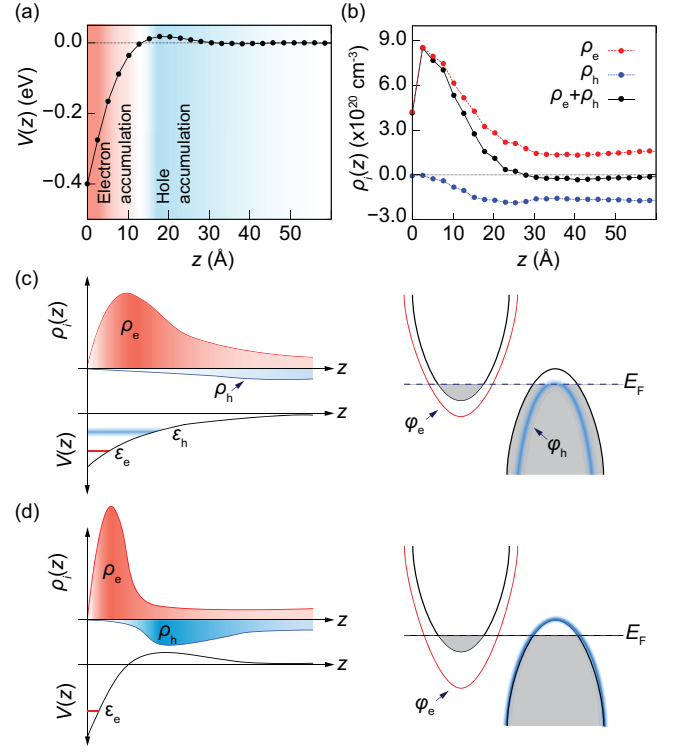 (a)
V(z) (eV)
0.0
−0.2
−0.4
Electron
accumulation
Hole
accumulation
0 10 20 30 40 50
z (Å)
(b)
ρi(z) (x10²⁰ cm⁻³)
9.0
6.0
3.0
0.0
−3.0
ρe
ρh
ρe+ρh
0 10 20 30 40 50
z (Å)
(c)
ρi(z)
ρe
z
ρh
z
V(z)
εh
εe
EF
φe
φh
(d)
ρi(z)
ρe
z
ρh
z
V(z)
εe
EF
φe